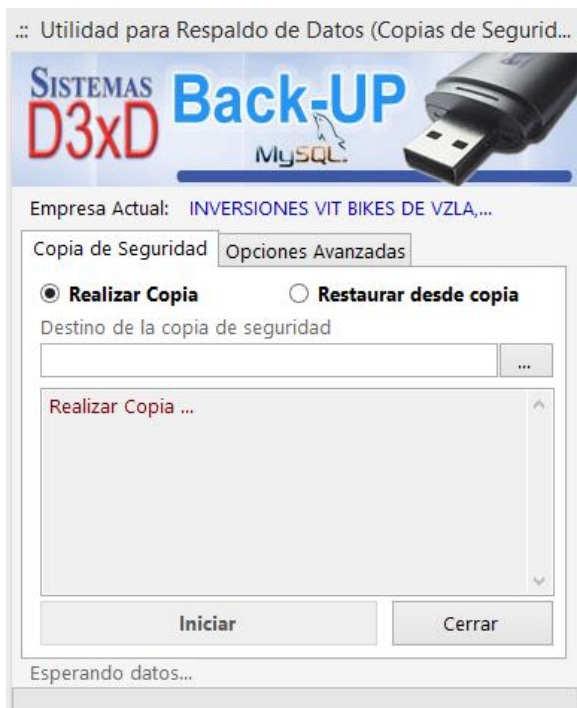 .:: Utilidad para Respaldo de Datos (Copias de Segurid...
SISTEMAS
D3xD
Back-UP
MySQL.
Empresa Actual: INVERSIONES VIT BIKES DE VZLA,...
Copia de Seguridad Opciones Avanzadas
Realizar Copia Restaurar desde copia
Destino de la copia de seguridad
...
Realizar Copia ...
Iniciar Cerrar
Esperando datos...